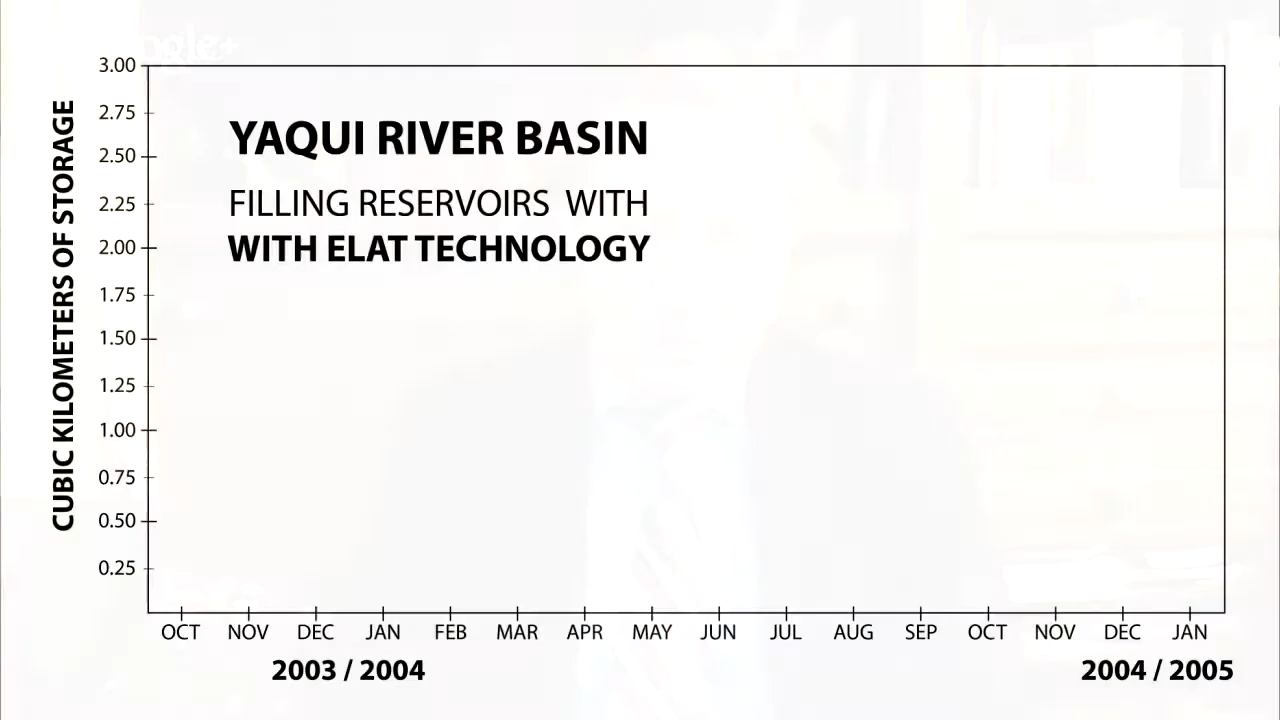 YAQUI RIVER BASIN
FILLING RESERVOIRS WITH
WITH ELAT TECHNOLOGY
CUBIC KILOMETERS OF STORAGE
3.00
2.75
2.50
2.25
2.00
1.75
1.50
1.25
1.00
0.75
0.50
0.25
OCT NOV DEC JAN FEB MAR APR MAY JUN JUL AUG SEP OCT NOV DEC JAN
2003 / 2004 2004 / 2005